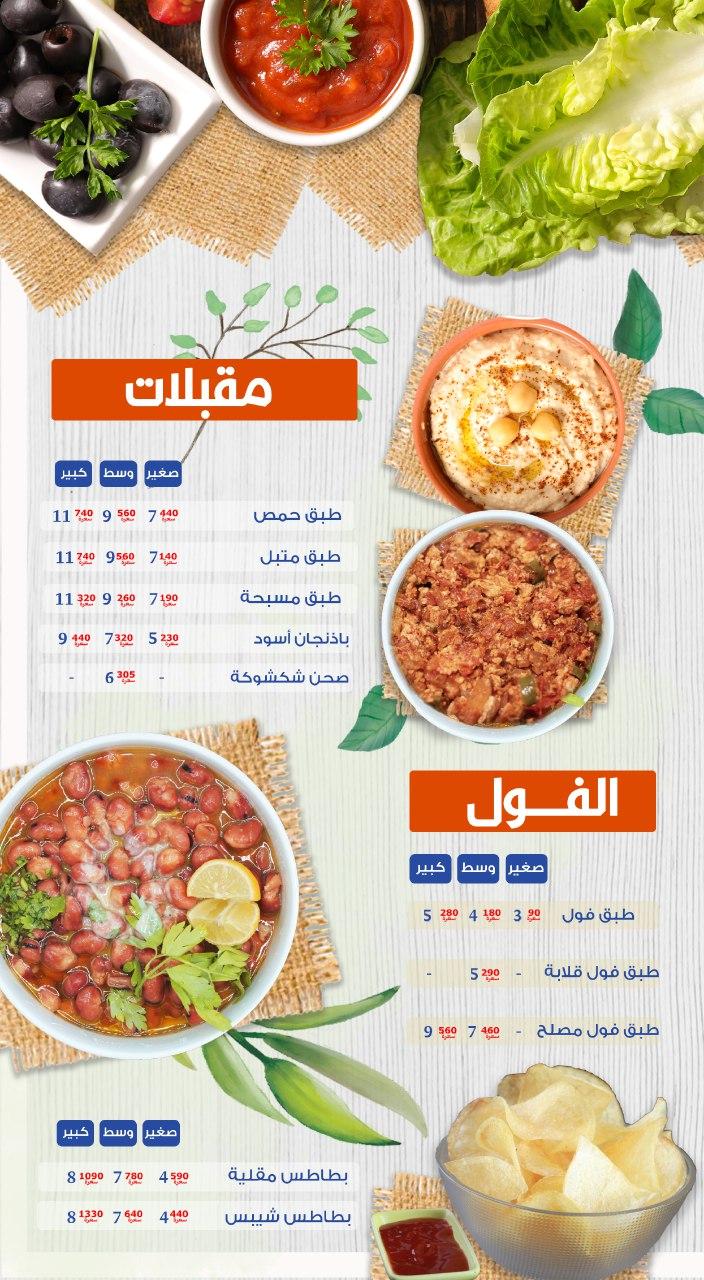 مقبلات
صغير وسط كبير
طبق حمص 7 440 سعرة 9 560 سعرة 11 740 سعرة
طبق متبل 7 140 سعرة 9 560 سعرة 11 740 سعرة
طبق مسبحة 7 190 سعرة 9 260 سعرة 11 320 سعرة
باذنجان أسود 5 230 سعرة 7 320 سعرة 9 440 سعرة
صحن شكشوكة - 6 305 سعرة -
الفـــول
صغير وسط كبير
طبق فول 3 90 سعرة 4 180 سعرة 5 280 سعرة
طبق فول قلابة - 5 290 سعرة -
طبق فول مصلح - 7 460 سعرة 9 560 سعرة
صغير وسط كبير
بطاطس مقلية 4 590 سعرة 7 780 سعرة 8 1090 سعرة
بطاطس شيبس 4 440 سعرة 7 640 سعرة 8 1330 سعرة